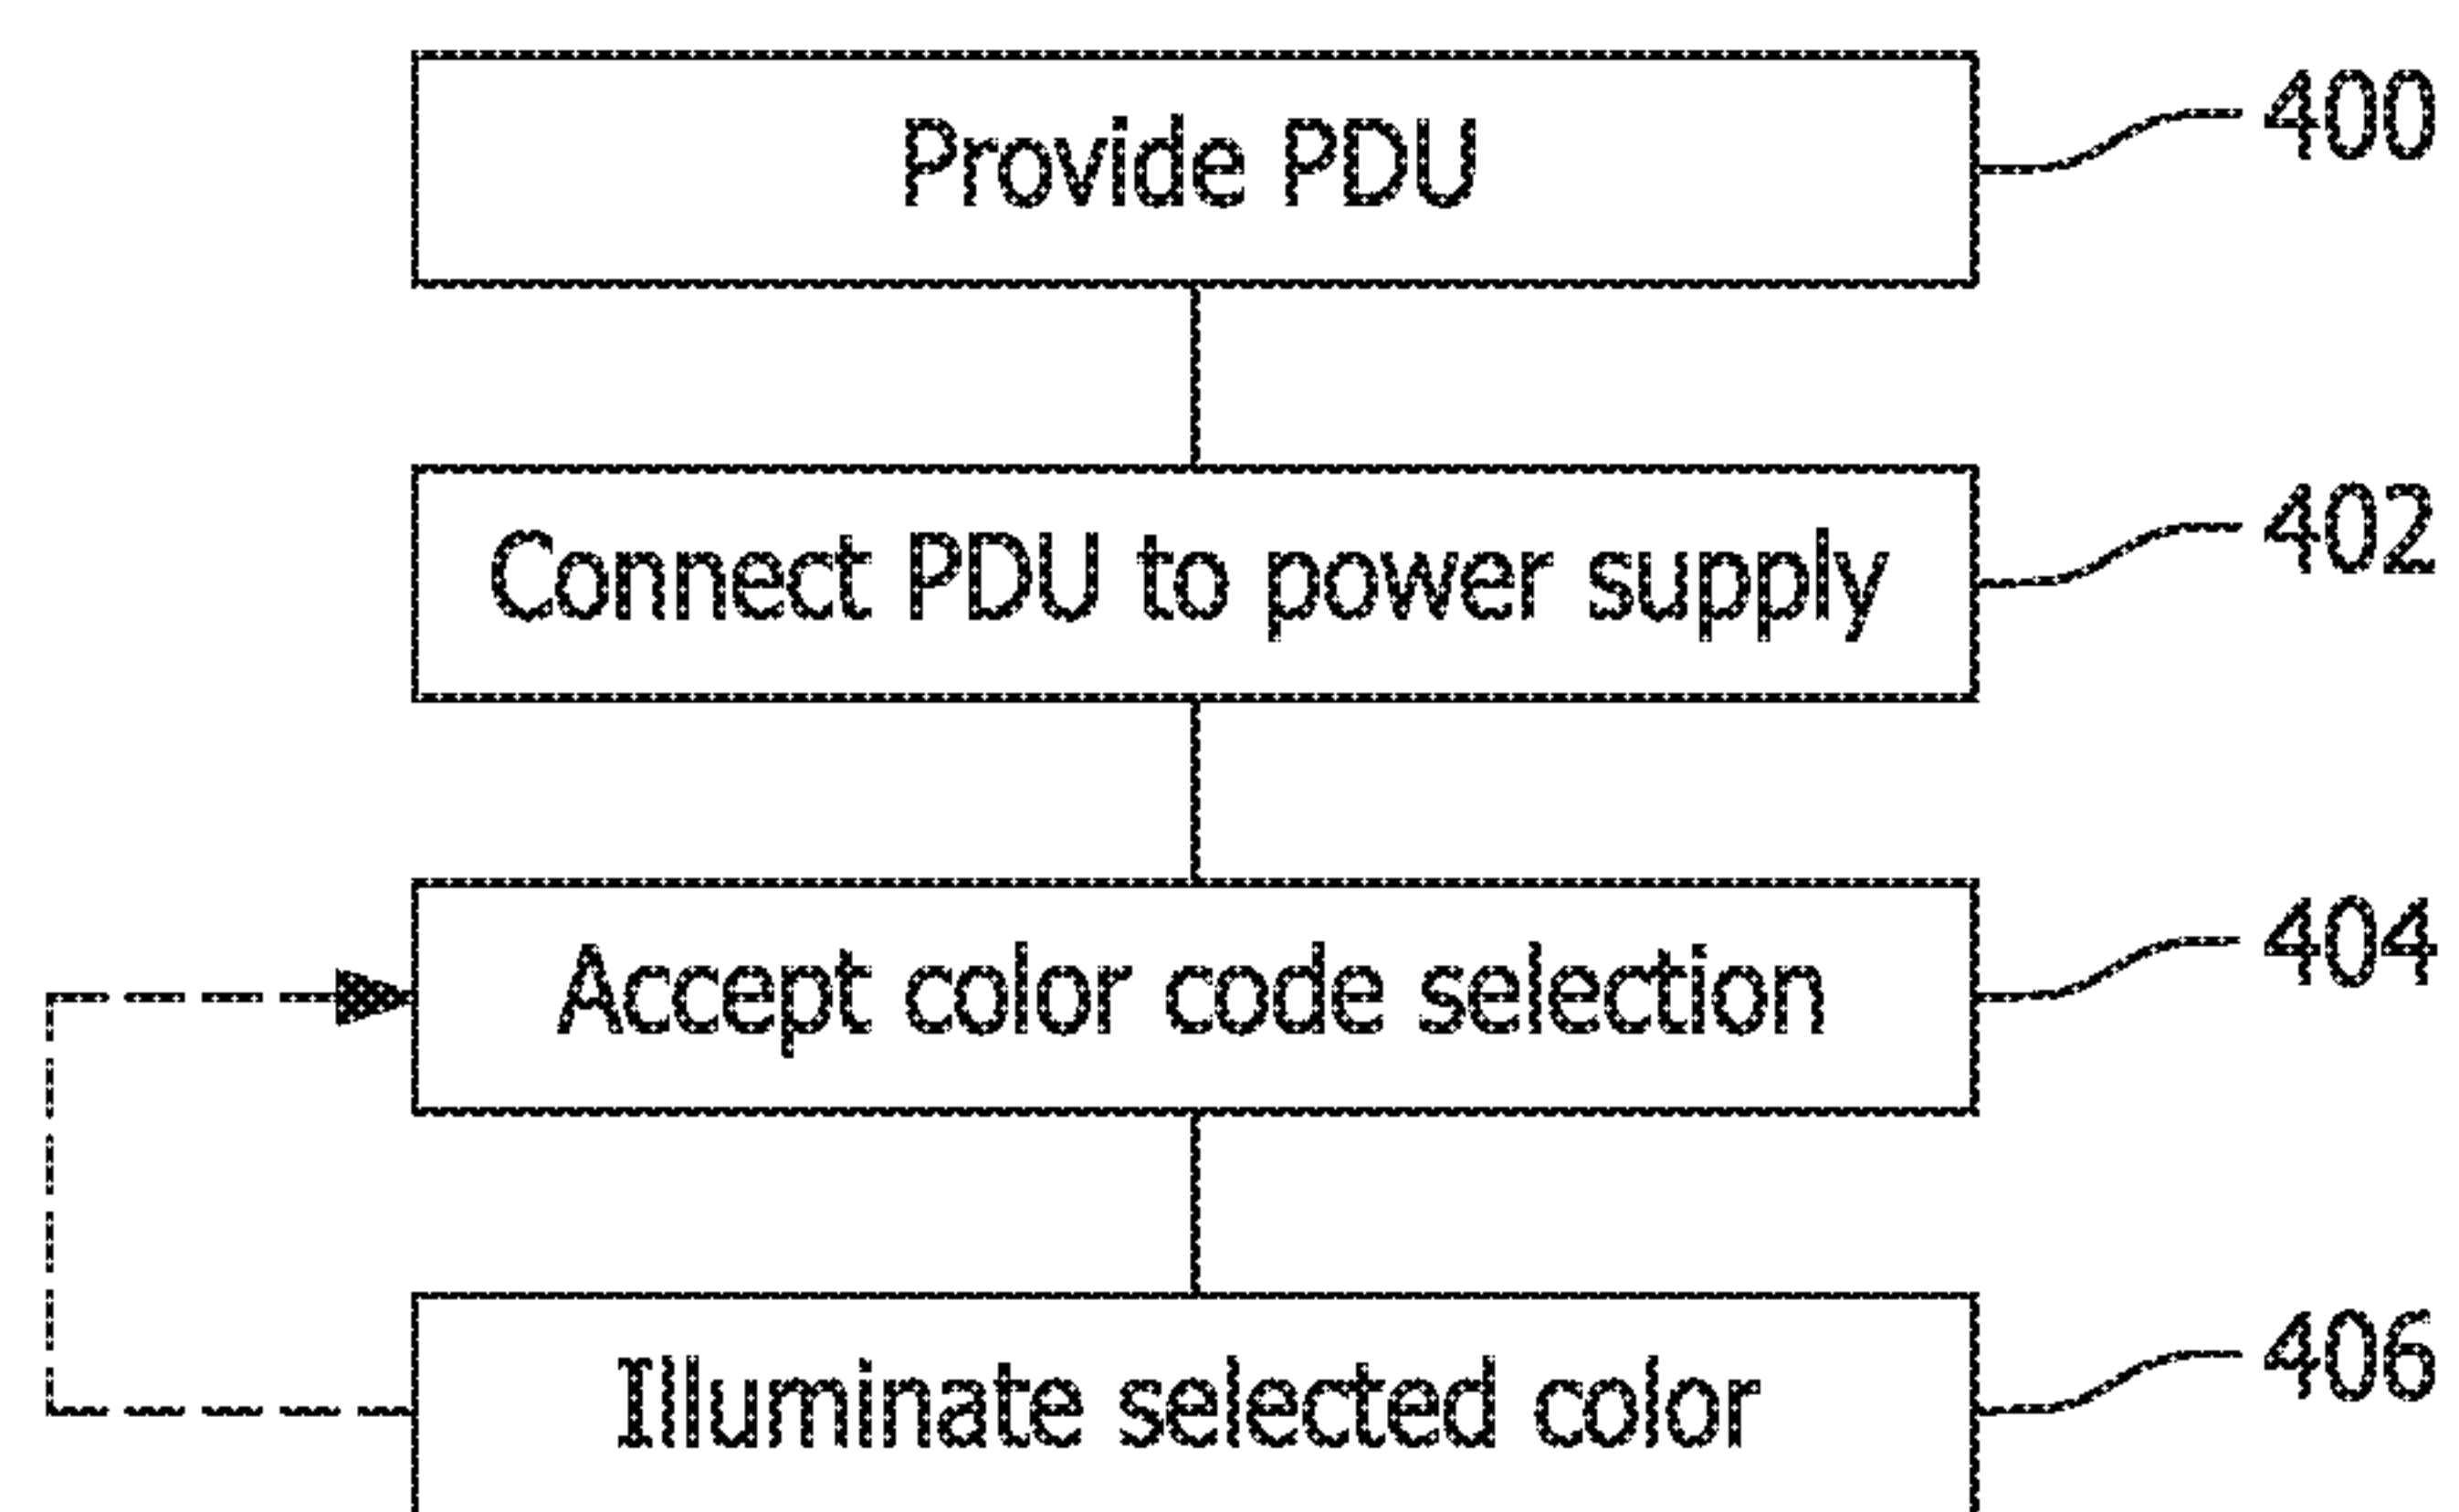 Provide PDU 400
Connect PDU to power supply 402
Accept color code selection 404
Illuminate selected color 406